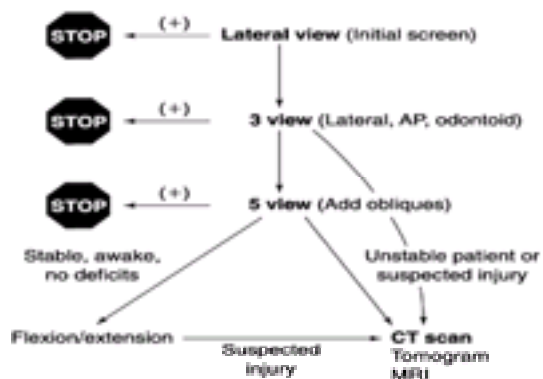 STOP (+) Lateral view (Initial screen)
STOP (+) 3 view (Lateral, AP, odontoid)
STOP (+) 5 view (Add obliques)
Stable, awake,
no deficits
Unstable patient or
suspected injury
Flexion/extension
Suspected
injury
CT scan
Tomogram
MRI